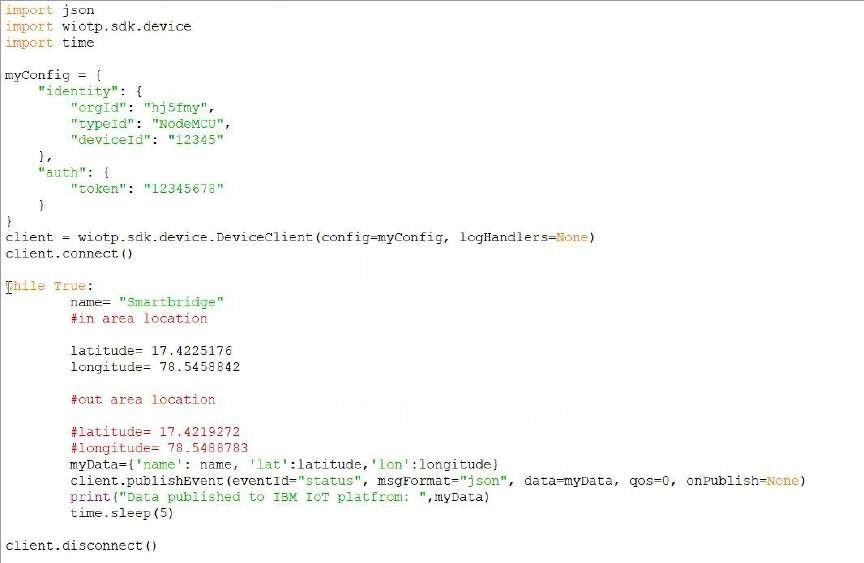 import json
import wiotp.sdk.device
import time
myConfig = {
    "identity": {
        "orgId": "hj5fmy",
        "typeId": "NodeMCU",
        "deviceId": "12345"
    },
    "auth": {
        "token": "12345678"
    }
}
client = wiotp.sdk.device.DeviceClient(config=myConfig, logHandlers=None)
client.connect()
while True:
        name= "Smartbridge"
        #in area location
        latitude= 17.4225176
        longitude= 78.5458842
        #out area location
        #latitude= 17.4219272
        #longitude= 78.5488783
        myData={'name': name, 'lat':latitude,'lon':longitude}
        client.publishEvent(eventId="status", msgFormat="json", data=myData, qos=0, onPublish=None)
        print("Data published to IBM IoT platfrom: ",myData)
        time.sleep(5)
client.disconnect()